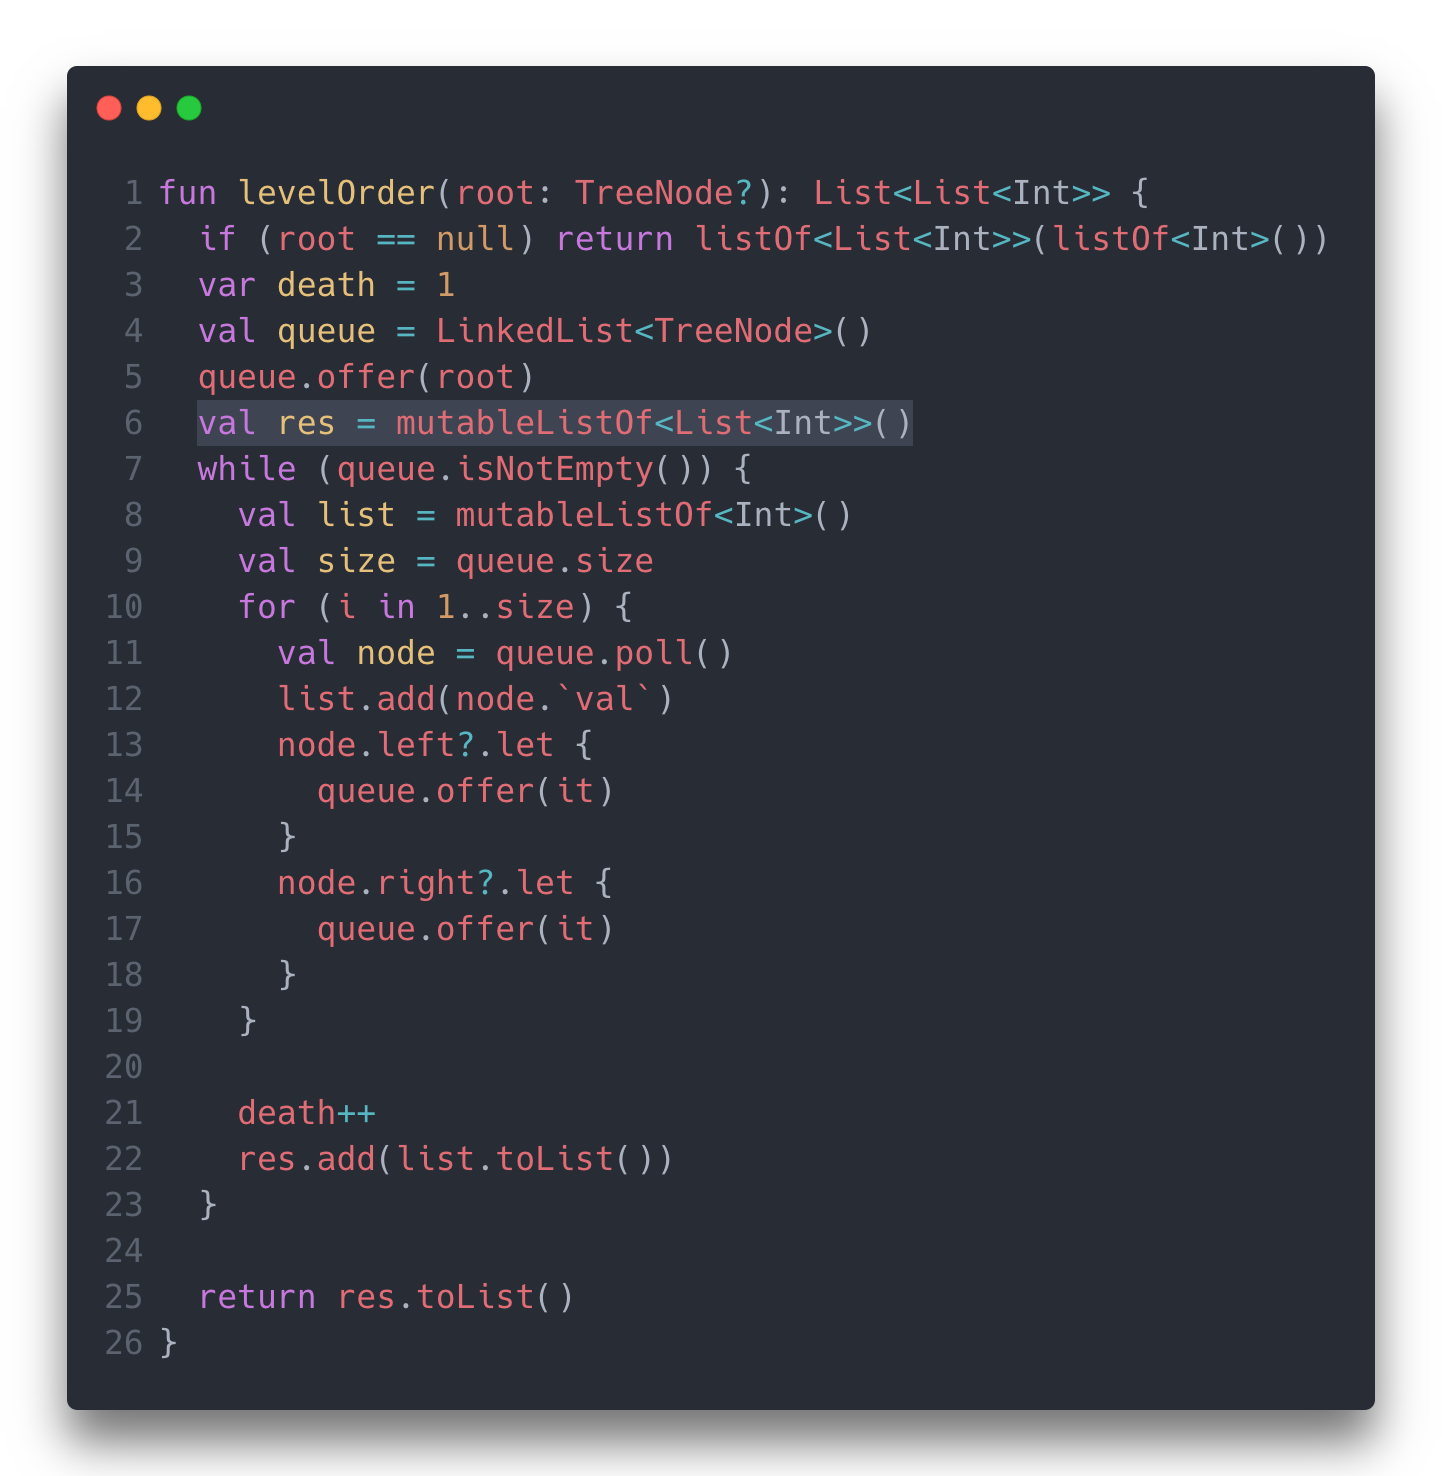 1 fun levelOrder(root: TreeNode?): List<List<Int>> {
2   if (root == null) return listOf<List<Int>>(listOf<Int>())
3   var death = 1
4   val queue = LinkedList<TreeNode>()
5   queue.offer(root)
6   val res = mutableListOf<List<Int>>()
7   while (queue.isNotEmpty()) {
8     val list = mutableListOf<Int>()
9     val size = queue.size
10     for (i in 1..size) {
11       val node = queue.poll()
12       list.add(node.`val`)
13       node.left?.let {
14         queue.offer(it)
15       }
16       node.right?.let {
17         queue.offer(it)
18       }
19     }
20
21     death++
22     res.add(list.toList())
23   }
24
25   return res.toList()
26 }